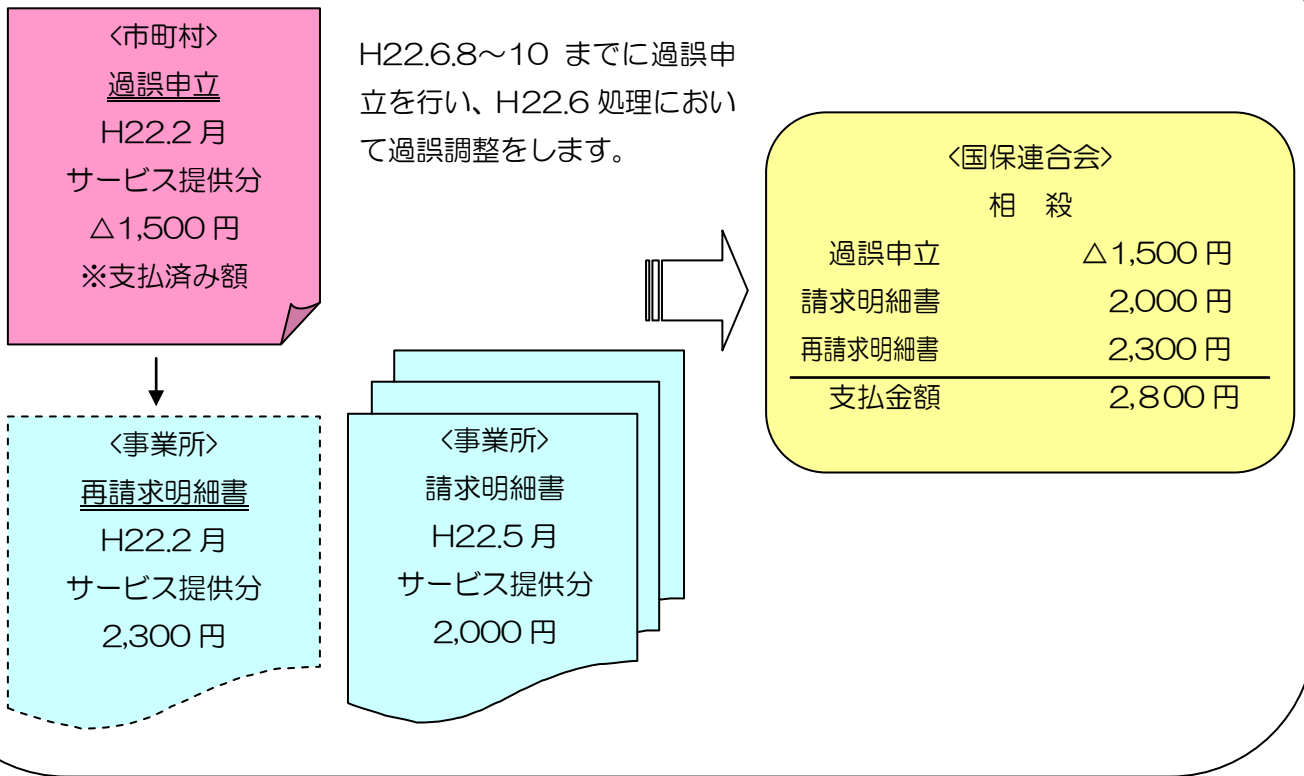 〈市町村〉
過誤申立
H22.2 月
サービス提供分
△1,500 円
※支払済み額
H22.6.8～10 までに過誤申
立を行い、H22.6 処理におい
て過誤調整をします。
〈国保連合会〉
相　殺
過誤申立 △1,500 円
請求明細書 2,000 円
再請求明細書 2,300 円
支払金額 2,800 円
〈事業所〉
再請求明細書
H22.2 月
サービス提供分
2,300 円
〈事業所〉
請求明細書
H22.5 月
サービス提供分
2,000 円